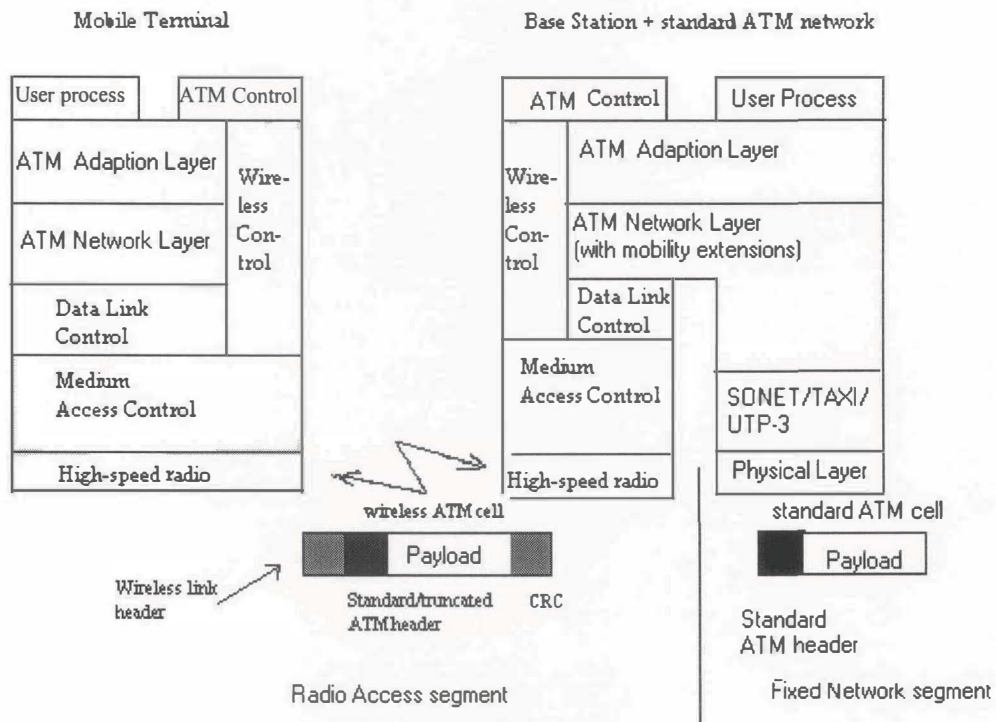 Mobile Terminal
Base Station + standard ATM network
User process
ATM Control
ATM Adaption Layer
Wire-
less
Con-
trol
ATM Network Layer
Data Link
Control
Medium
Access Control
High-speed radio
ATM Control
User Process
Wire-
less
Con-
trol
ATM Adaption Layer
ATM Network Layer
(with mobility extensions)
Data Link
Control
Medium
Access Control
High-speed radio
SONET/TAXI/
UTP-3
Physical Layer
wireless ATM cell
Payload
Wireless link
header
Standard/truncated
ATM header
CRC
standard ATM cell
Payload
Standard
ATM header
Radio Access segment
Fixed Network segment